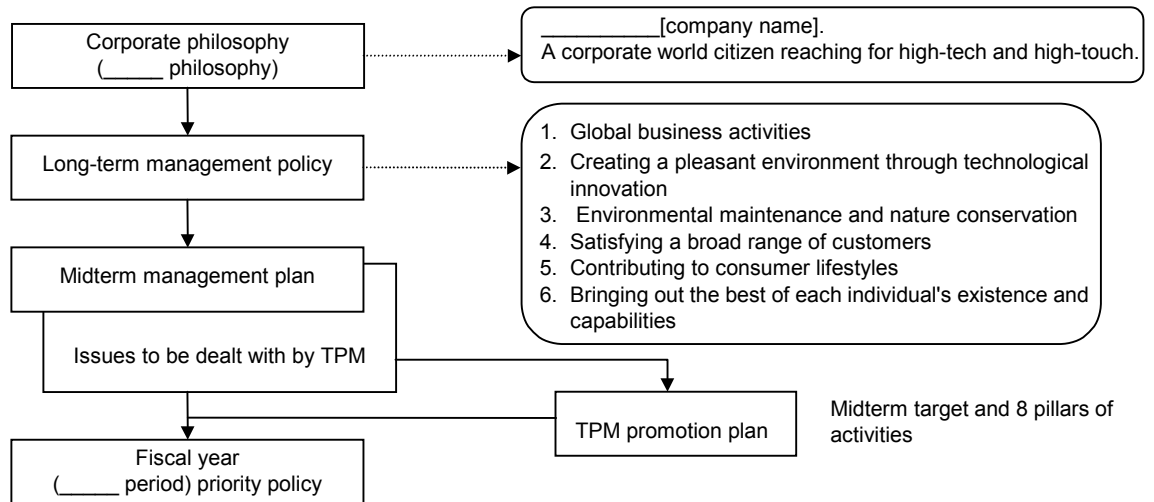 Corporate philosophy
(_____ philosophy)
__________[company name].
A corporate world citizen reaching for high-tech and high-touch.
Long-term management policy
1. Global business activities
2. Creating a pleasant environment through technological
innovation
3. Environmental maintenance and nature conservation
4. Satisfying a broad range of customers
5. Contributing to consumer lifestyles
6. Bringing out the best of each individual's existence and
capabilities
Midterm management plan
Issues to be dealt with by TPM
TPM promotion plan
Midterm target and 8 pillars of
activities
Fiscal year
(_____ period) priority policy